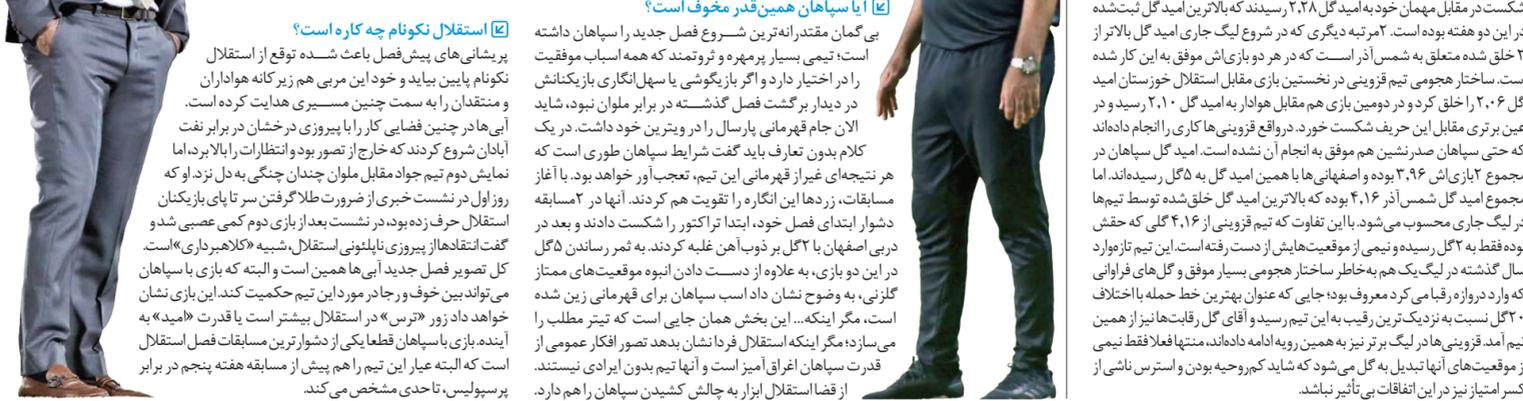 شکست در مقابل مهمان خود به امید گل ۲,۲۸ رسیدند که بالاترین امید گل ثبت‌شده
در این دو هفته بوده است. ۲مرتبه دیگری که در شروع لیگ جاری امید گل بالاتر از
۲ خلق شده متعلق به شمس‌آذر است که در هر دو بازی‌اش موفق به این کار شده
است. ساختار هجومی تیم قزوینی در نخستین بازی مقابل استقلال خوزستان امید
گل ۲,۰۶ را خلق کرد و در دومین بازی هم مقابل هوادار به امید گل ۲,۱۰ رسید و در
عین برتری مقابل این حریف شکست خورد. درواقع قزوینی‌ها کاری را انجام داده‌اند
که حتی سپاهان صدرنشین هم موفق به انجام آن نشده است. امید گل سپاهان در
مجموع ۲بازی‌اش ۳,۹۶ بوده و اصفهانی‌ها با همین امید گل به ۵گل رسیده‌اند. اما
مجموع امید گل شمس‌آذر ۴,۱۶ بوده که بالاترین امید گل خلق‌شده توسط تیم‌ها
در لیگ جاری محسوب می‌شود. با این تفاوت که تیم قزوینی از ۴,۱۶ گلی که حقش
بوده فقط به ۲گل رسیده و نیمی از موقعیت‌هایش از دست رفته است. این تیم تازه‌وارد
سال گذشته در لیگ یک هم به‌خاطر ساختار هجومی بسیار موفق و گل‌های فراوانی
که وارد دروازه رقبا می‌کرد معروف بود؛ جایی که عنوان بهترین خط حمله با اختلاف
۲۰گل نسبت به نزدیک‌ترین رقیب به این تیم رسید و آقای گل رقابت‌ها نیز از همین
تیم آمد. قزوینی‌ها در لیگ برتر نیز به همین رویه ادامه داده‌اند، منتها فعلا فقط نیمی
از موقعیت‌های آنها تبدیل به گل می‌شود که شاید کم‌روحیه بودن و استرس ناشی از
کسر امتیاز نیز در این اتفاقات بی‌تأثیر نباشد.
آیا سپاهان همین‌قدر مخوف است؟
بی‌گمان مقتدرانه‌ترین شروع فصل جدید را سپاهان داشته
است؛ تیمی بسیار پرمهره و ثروتمند که همه اسباب موفقیت
را در اختیار دارد و اگر بازیگوشی یا سهل‌انگاری بازیکنانش
در دیدار برگشت فصل گذشته در برابر ملوان نبود، شاید
الان جام قهرمانی پارسال را در ویترین خود داشت. در یک
کلام بدون تعارف باید گفت شرایط سپاهان طوری است که
هر نتیجه‌ای غیر از قهرمانی این تیم، تعجب‌آور خواهد بود. با آغاز
مسابقات، زردها این انگاره را تقویت هم کردند. آنها در ۲مسابقه
دشوار ابتدای فصل خود، ابتدا تراکتور را شکست دادند و بعد در
دربی اصفهان با ۲گل بر ذوب‌آهن غلبه کردند. به ثمر رساندن ۵گل
در این دو بازی، به علاوه از دست دادن انبوه موقعیت‌های ممتاز
گلزنی، به وضوح نشان داد اسب سپاهان برای قهرمانی زین شده
است، مگر اینکه... این بخش همان جایی است که تیتر مطلب را
می‌سازد؛ مگر اینکه استقلال فردا نشان بدهد تصور افکار عمومی از
قدرت سپاهان اغراق‌آمیز است و آنها تیم بدون ایرادی نیستند.
از قضا استقلال ابزار به چالش کشیدن سپاهان را هم دارد.
استقلال نکونام چه کاره است؟
پریشانی‌های پیش‌فصل باعث شده توقع از استقلال
نکونام پایین بیاید و خود این مربی هم زیرکانه هواداران
و منتقدان را به سمت چنین مسیری هدایت کرده است.
آبی‌ها در چنین فضایی کار را با پیروزی درخشان در برابر نفت
آبادان شروع کردند که خارج از تصور بود و انتظارات را بالا برد، اما
نمایش دوم تیم جواد مقابل ملوان چندان چنگی به دل نزد. او که
روز اول در نشست خبری از ضرورت طلا گرفتن سر تا پای بازیکنان
استقلال حرف زده بود، در نشست بعد از بازی دوم کمی عصبی شد و
گفت انتقادها از پیروزی ناپلئونی استقلال، شبیه «کلاهبرداری» است.
کل تصویر فصل جدید آبی‌ها همین است و البته که بازی با سپاهان
می‌تواند بین خوف و رجا در مورد این تیم حکمیت کند. این بازی نشان
خواهد داد زور «ترس» در استقلال بیشتر است یا قدرت «امید» به
آینده. بازی با سپاهان قطعا یکی از دشوارترین مسابقات فصل استقلال
است که البته عیار این تیم را هم پیش از مسابقه هفته پنجم در برابر
پرسپولیس، تا حدی مشخص می‌کند.